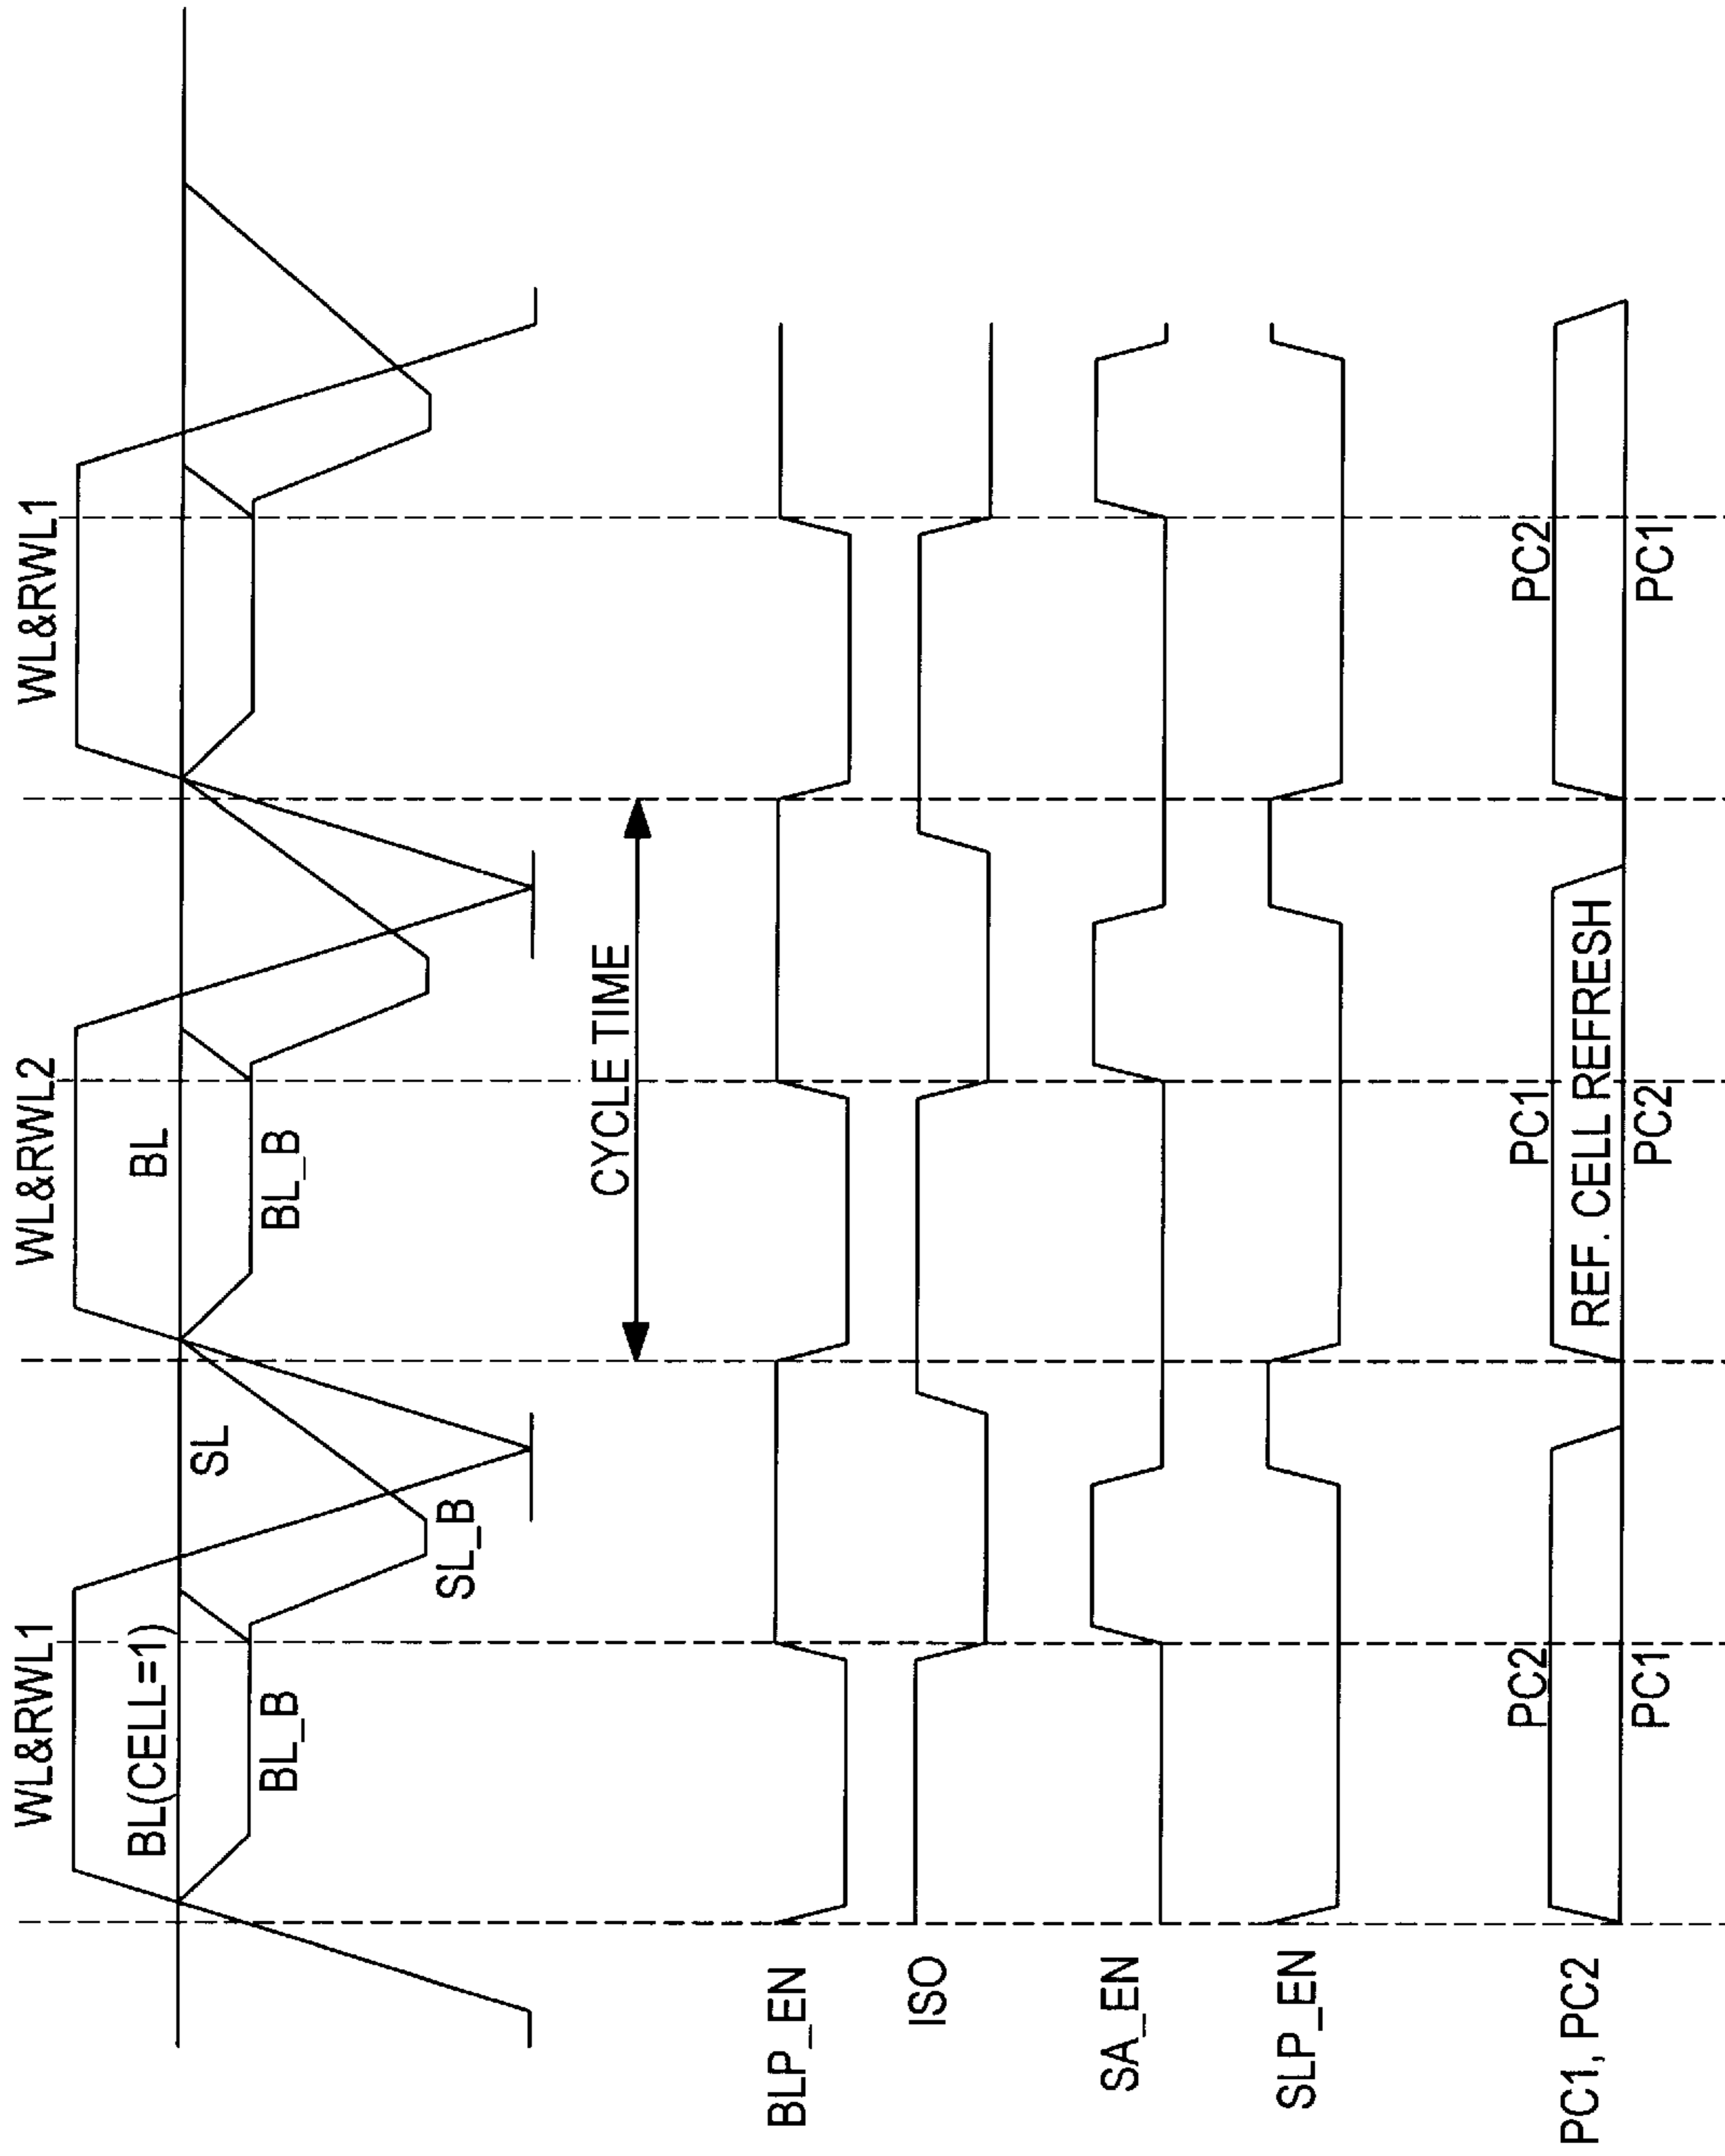 WL&RWL1
WL&RWL2
WL&RWL1
BL(CELL=1)
BL
BL_B
SL
BL_B
SL_B
CYCLE TIME
BLP_EN
ISO
SA_EN
SLP_EN
PC2
PC1
PC2
PC1, PC2
REF. CELL REFRESH
PC1
PC2
PC1